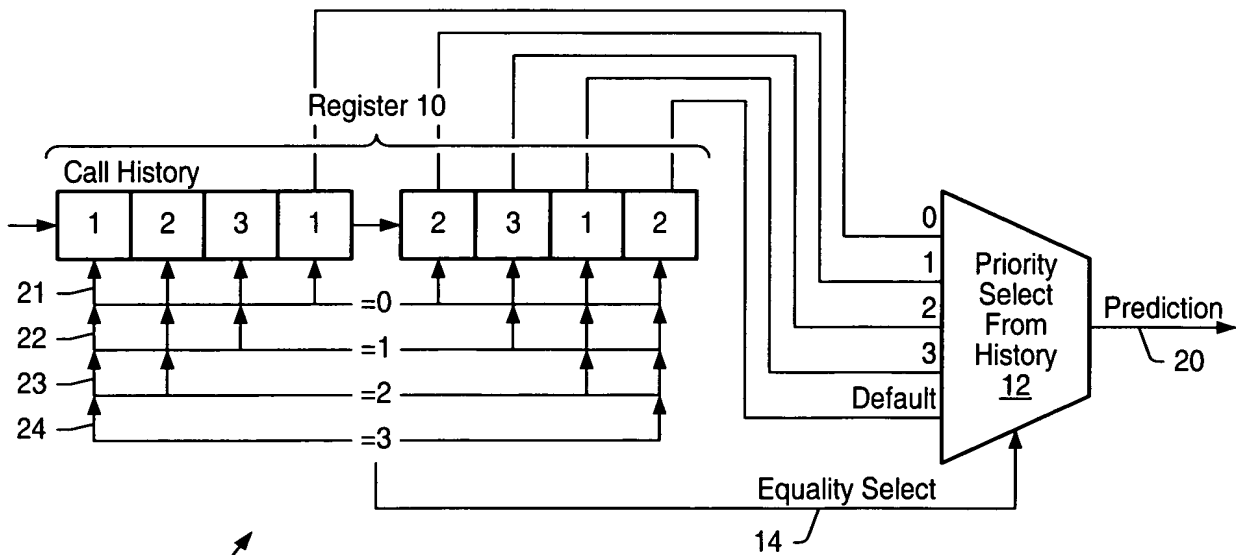 Register 10
Call History
1 2 3 1 2 3 1 2
21
=0
22
=1
23
=2
24
=3
0
1
2
3
Default
Priority
Select
From
History
12
Prediction
20
Equality Select
14